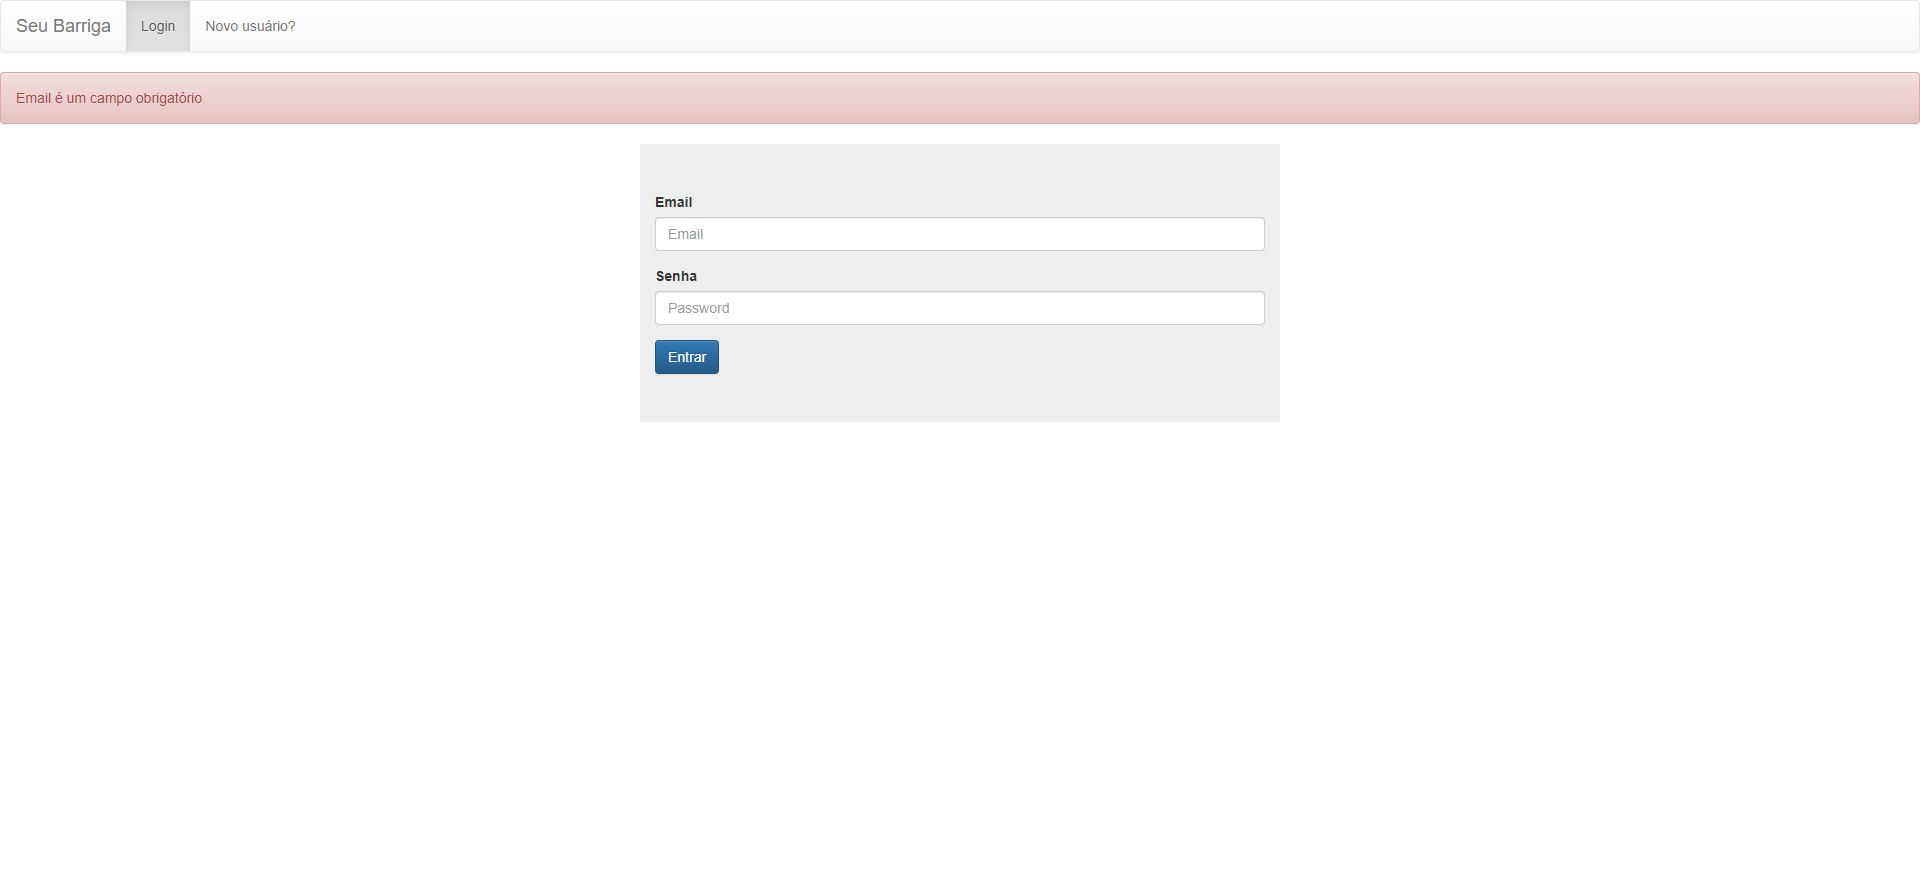 Seu Barriga Login Novo usuário?
Email é um campo obrigatório
Email
Email
Senha
Password
Entrar